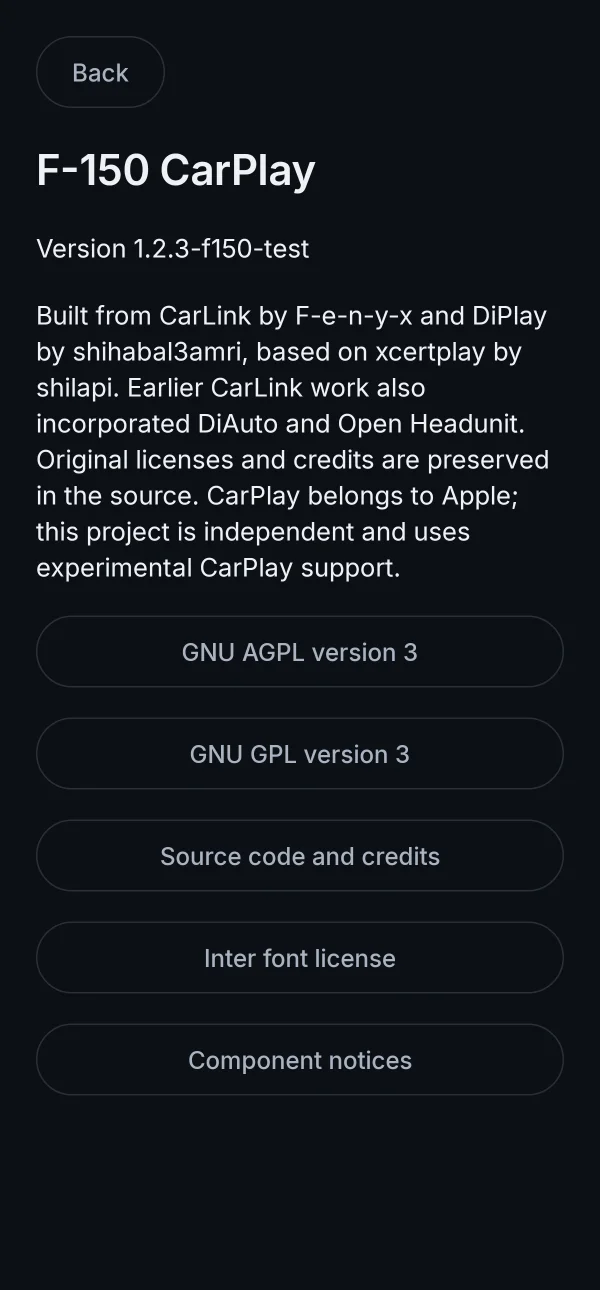 Back
F-150 CarPlay
Version 1.2.3-f150-test
Built from CarLink by F-e-n-y-x and DiPlay
by shihabal3amri, based on xcertplay by
shilapi. Earlier CarLink work also
incorporated DiAuto and Open Headunit.
Original licenses and credits are preserved
in the source. CarPlay belongs to Apple;
this project is independent and uses
experimental CarPlay support.
GNU AGPL version 3
GNU GPL version 3
Source code and credits
Inter font license
Component notices